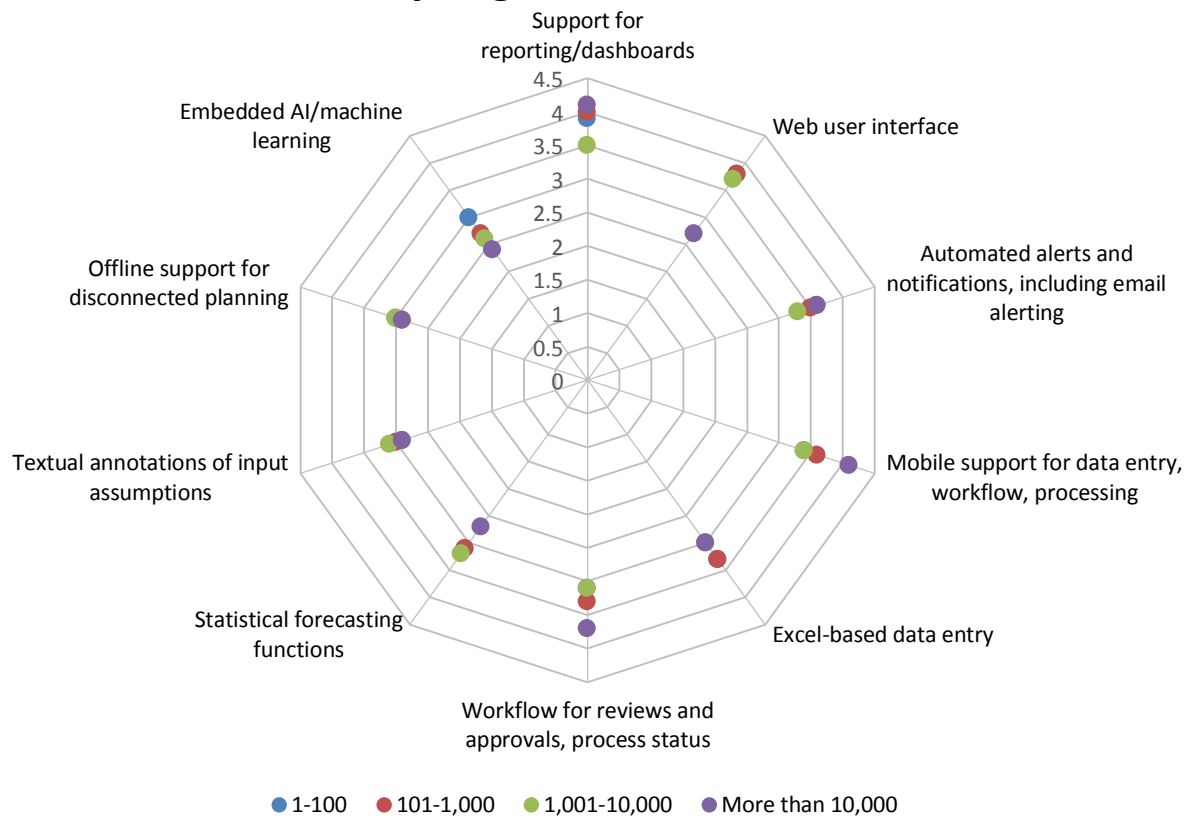 Support for
reporting/dashboards
Web user interface
Automated alerts and
notifications, including email
alerting
Mobile support for data entry,
workflow, processing
Excel-based data entry
Workflow for reviews and
approvals, process status
Statistical forecasting
functions
Textual annotations of input
assumptions
Offline support for
disconnected planning
Embedded AI/machine
learning
4.5
4
3.5
3
2.5
2
1.5
1
0.5
0
1-100 101-1,000 1,001-10,000 More than 10,000